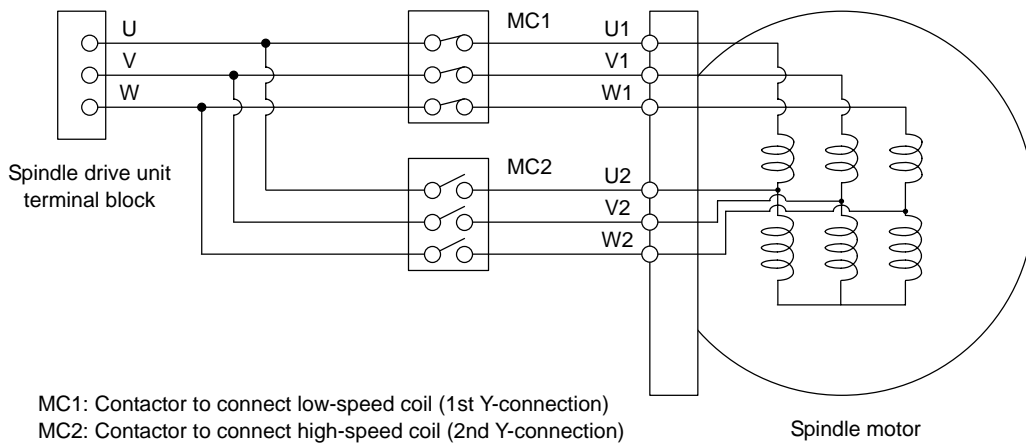 U
V
W
MC1
U1
V1
W1
Spindle drive unit
terminal block
MC2
U2
V2
W2
MC1: Contactor to connect low-speed coil (1st Y-connection)
MC2: Contactor to connect high-speed coil (2nd Y-connection)
Spindle motor